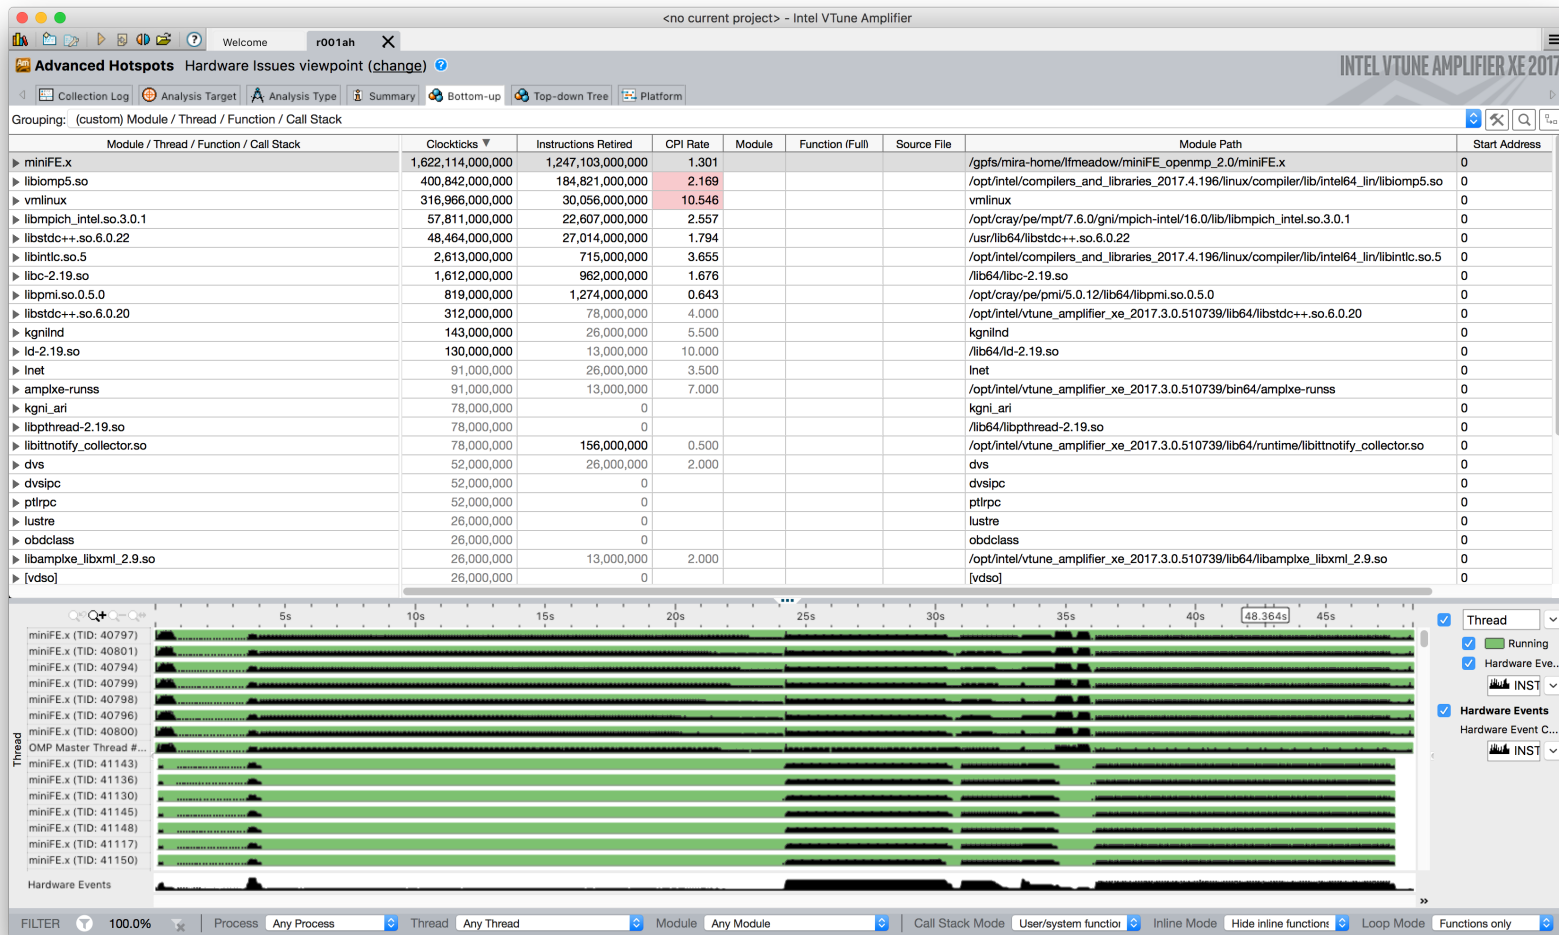 <no current project> - Intel VTune Amplifier
Welcome r001ah
Advanced Hotspots Hardware Issues viewpoint (change)
INTEL VTUNE AMPLIFIER XE 2017
Collection Log Analysis Target Analysis Type Summary Bottom-up Top-down Tree Platform
Grouping: (custom) Module / Thread / Function / Call Stack
Module / Thread / Function / Call Stack Clockticks Instructions Retired CPI Rate Module Function (Full) Source File Module Path Start Address
miniFE.x 1,622,114,000,000 1,247,103,000,000 1.301 /gpfs/mira-home/lfmeadow/miniFE_openmp_2.0/miniFE.x 0
libiomp5.so 400,842,000,000 184,821,000,000 2.169 /opt/intel/compilers_and_libraries_2017.4.196/linux/compiler/lib/intel64_lin/libiomp5.so 0
vmlinux 316,966,000,000 30,056,000,000 10.546 vmlinux 0
libmpich_intel.so.3.0.1 57,811,000,000 22,607,000,000 2.557 /opt/cray/pe/mpt/7.6.0/gni/mpich-intel/16.0/lib/libmpich_intel.so.3.0.1 0
libstdc++.so.6.0.22 48,464,000,000 27,014,000,000 1.794 /usr/lib64/libstdc++.so.6.0.22 0
libintlc.so.5 2,613,000,000 715,000,000 3.655 /opt/intel/compilers_and_libraries_2017.4.196/linux/compiler/lib/intel64_lin/libintlc.so.5 0
libc-2.19.so 1,612,000,000 962,000,000 1.676 /lib64/libc-2.19.so 0
libpmi.so.0.5.0 819,000,000 1,274,000,000 0.643 /opt/cray/pe/pmi/5.0.12/lib64/libpmi.so.0.5.0 0
libstdc++.so.6.0.20 312,000,000 78,000,000 4.000 /opt/intel/vtune_amplifier_xe_2017.3.0.510739/lib64/libstdc++.so.6.0.20 0
kgnilnd 143,000,000 26,000,000 5.500 kgnilnd 0
ld-2.19.so 130,000,000 13,000,000 10.000 /lib64/ld-2.19.so 0
lnet 91,000,000 26,000,000 3.500 lnet 0
amplxe-runss 91,000,000 13,000,000 7.000 /opt/intel/vtune_amplifier_xe_2017.3.0.510739/bin64/amplxe-runss 0
kgni_ari 78,000,000 0 kgni_ari 0
libpthread-2.19.so 78,000,000 0 /lib64/libpthread-2.19.so 0
libittnotify_collector.so 78,000,000 156,000,000 0.500 /opt/intel/vtune_amplifier_xe_2017.3.0.510739/lib64/runtime/libittnotify_collector.so 0
dvs 52,000,000 26,000,000 2.000 dvs 0
dvsipc 52,000,000 0 dvsipc 0
ptlrpc 52,000,000 0 ptlrpc 0
lustre 26,000,000 0 lustre 0
obdclass 26,000,000 0 obdclass 0
libamplxe_libxml_2.9.so 26,000,000 13,000,000 2.000 /opt/intel/vtune_amplifier_xe_2017.3.0.510739/lib64/libamplxe_libxml_2.9.so 0
[vdso] 26,000,000 0 [vdso] 0
5s 10s 15s 20s 25s 30s 35s 40s 48.364s 45s
Thread
miniFE.x (TID: 40797)
miniFE.x (TID: 40801)
miniFE.x (TID: 40794)
miniFE.x (TID: 40799)
miniFE.x (TID: 40798)
miniFE.x (TID: 40796)
miniFE.x (TID: 40800)
OMP Master Thread #...
miniFE.x (TID: 41143)
miniFE.x (TID: 41136)
miniFE.x (TID: 41130)
miniFE.x (TID: 41145)
miniFE.x (TID: 41148)
miniFE.x (TID: 41117)
miniFE.x (TID: 41150)
Hardware Events
Thread
Running
Hardware Eve...
INST
Hardware Events
Hardware Event C...
INST
FILTER 100.0% Process Any Process Thread Any Thread Module Any Module Call Stack Mode User/system function Inline Mode Hide inline functions Loop Mode Functions only